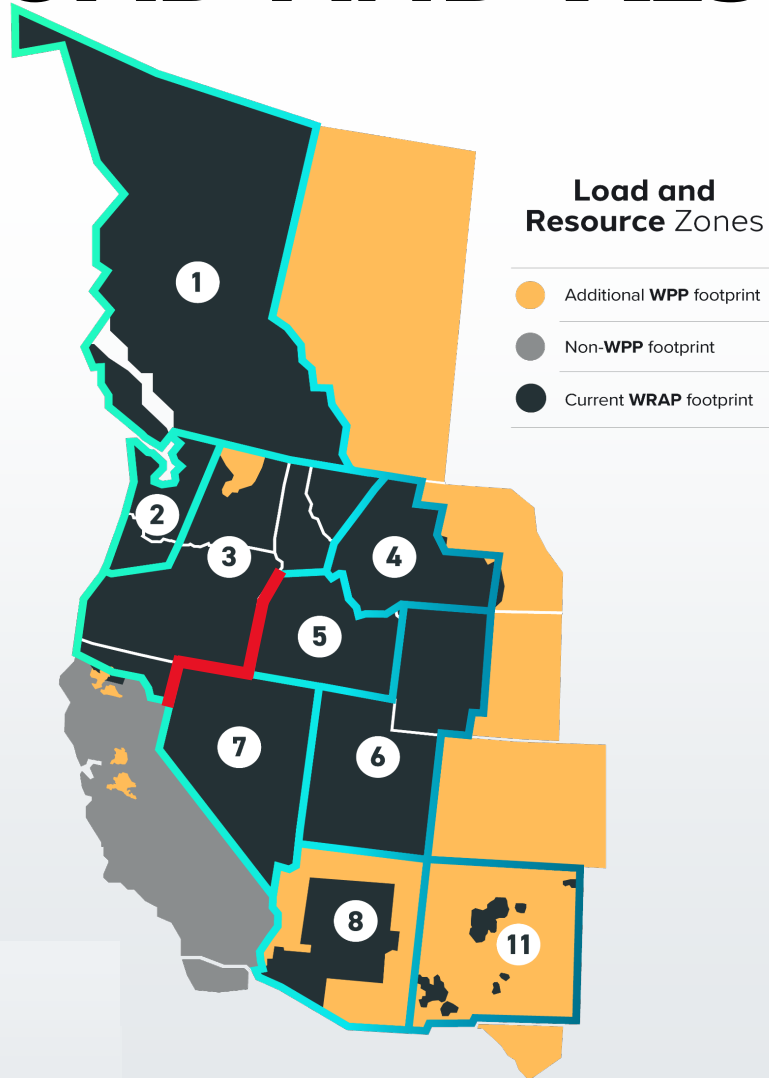 Load and
Resource Zones
Additional WPP footprint
Non-WPP footprint
Current WRAP footprint
1
2
3
4
5
6
7
8
11